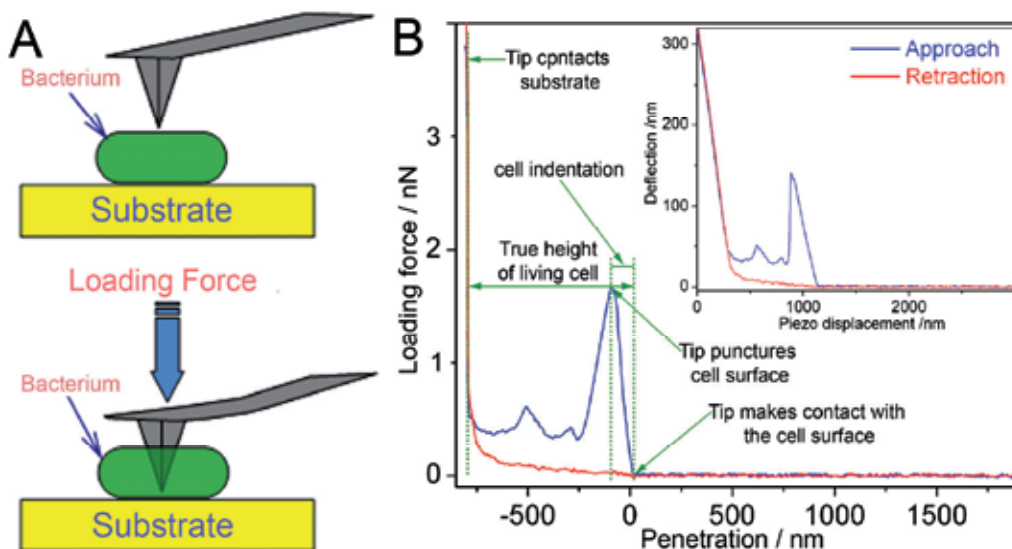 A
Bacterium
Substrate
Loading Force
Bacterium
Substrate
B
Loading force / nN
3
2
1
0
-500
0
500
1000
1500
Penetration / nm
Tip cpntacts
substrate
cell indentation
True height
of living cell
Tip punctures
cell surface
Tip makes contact with
the cell surface
Approach
Retraction
Deflection /nm
300
200
100
0
0
1000
2000
Piezo displacement /nm